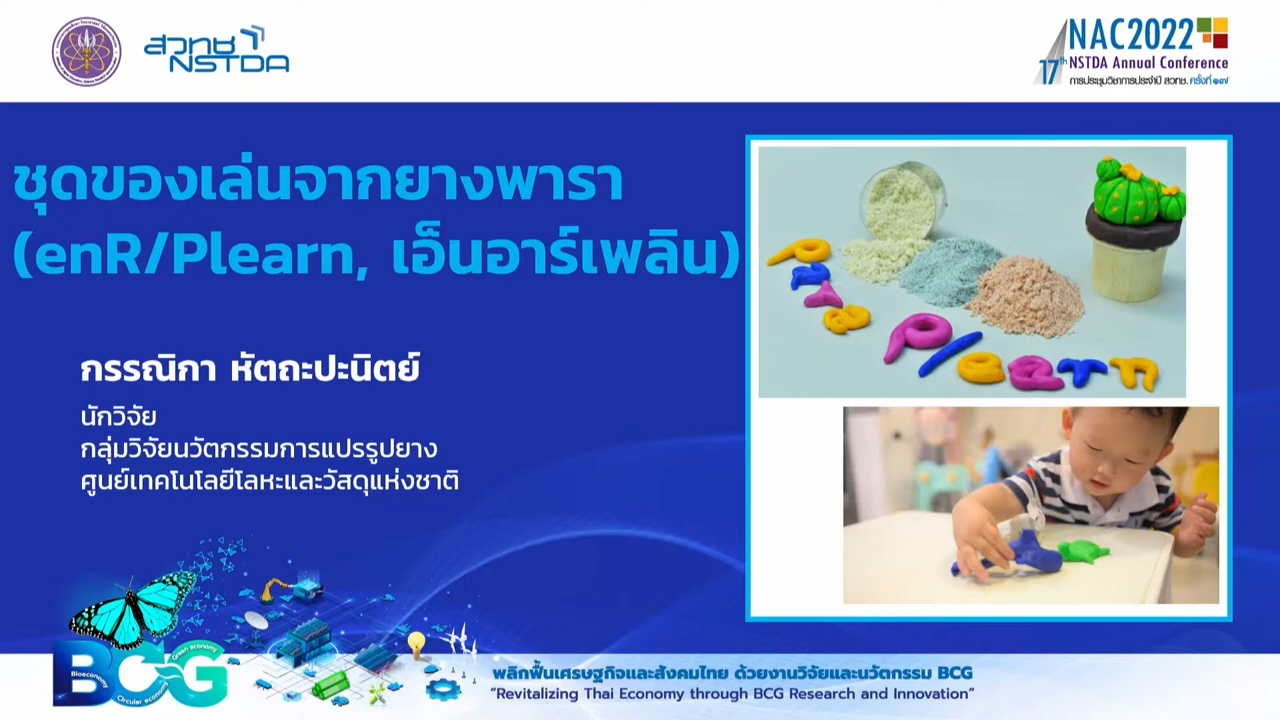 สวทช
NSTDA
NAC2022
17th
NSTDA Annual Conference
การประชุมวิชาการประจำปี สวทช. ครั้งที่ ๑๗
ชุดของเล่นจากยางพารา
(enR/Plearn, เอ็นอาร์เพลิน)
กรรณิกา หัตถะปะนิตย์
นักวิจัย
กลุ่มวิจัยนวัตกรรมการแปรรูปยาง
ศูนย์เทคโนโลยีโลหะและวัสดุแห่งชาติ
Plearn
BCG
Bioeconomy
Circular economy
Green economy
พลิกฟื้นเศรษฐกิจและสังคมไทย ด้วยงานวิจัยและนวัตกรรม BCG
“Revitalizing Thai Economy through BCG Research and Innovation”